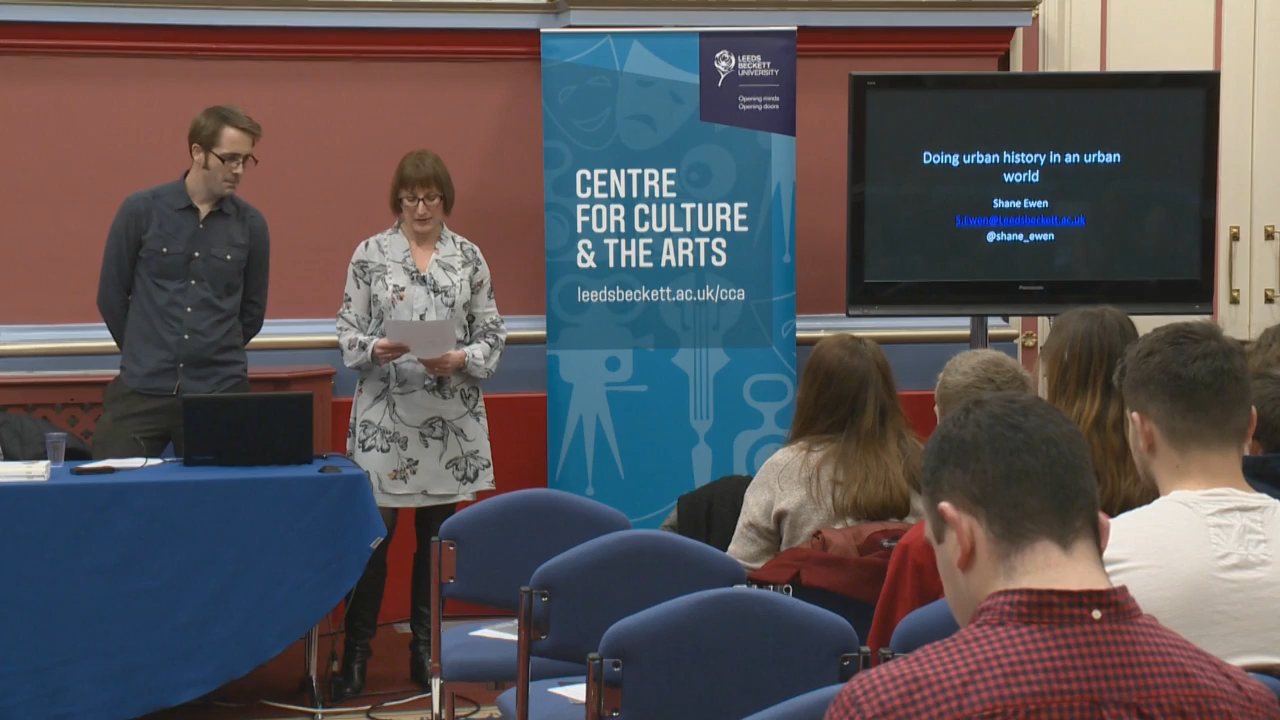 LEEDS
BECKETT
UNIVERSITY
Opening minds
Opening doors
CENTRE
FOR CULTURE
& THE ARTS
leedsbeckett.ac.uk/cca
Doing urban history in an urban
world
Shane Ewen
S.Ewen@Leedsbeckett.ac.uk
@shane_ewen
Panasonic